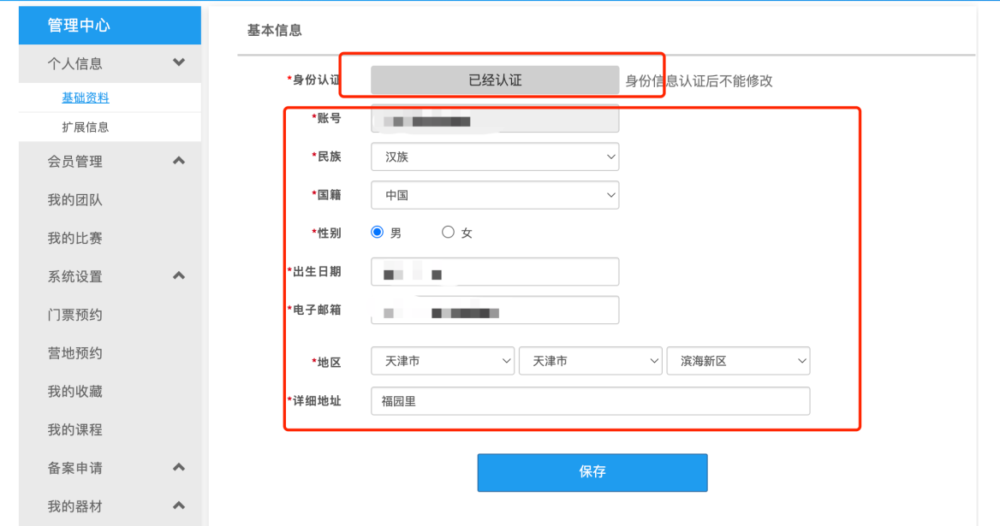 管理中心
个人信息
基础资料
扩展信息
会员管理
我的团队
我的比赛
系统设置
门票预约
营地预约
我的收藏
我的课程
备案申请
我的器材
基本信息
*身份认证 已经认证 身份信息认证后不能修改
*账号
*民族 汉族
*国籍 中国
*性别 男 女
*出生日期
*电子邮箱
*地区 天津市 天津市 滨海新区
*详细地址 福园里
保存